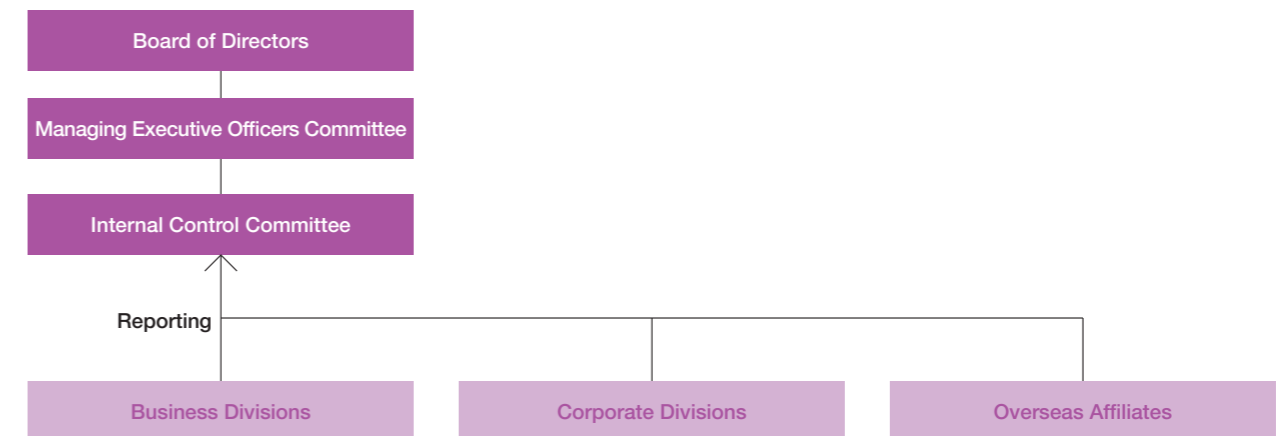 Board of Directors
Managing Executive Officers Committee
Internal Control Committee
Reporting
Business Divisions
Corporate Divisions
Overseas Affiliates